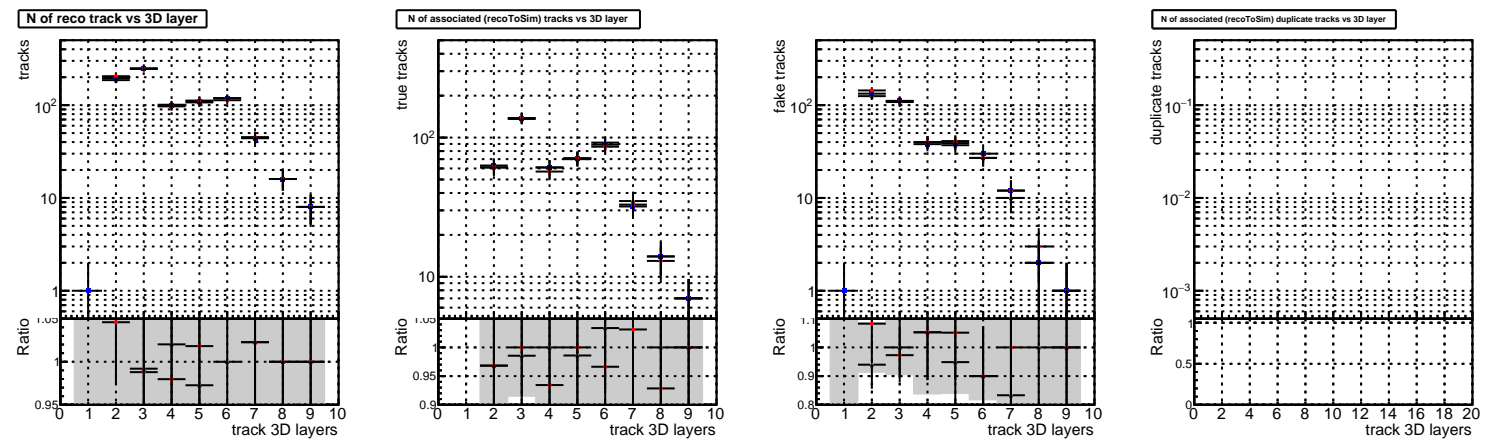 N of reco track vs 3D layer
tracks
10²
10
1
Ratio
1.05
1
0.95
0 1 2 3 4 5 6 7 8 9 10
track 3D layers
N of associated (recoToSim) tracks vs 3D layer
true tracks
10²
10
Ratio
1.05
1
0.95
0.9
0 1 2 3 4 5 6 7 8 9 10
track 3D layers
fake tracks
10²
10
1
Ratio
1.1
1
0.9
0.8
0 1 2 3 4 5 6 7 8 9 10
track 3D layers
N of associated (recoToSim) duplicate tracks vs 3D layer
duplicate tracks
10⁻¹
10⁻²
10⁻³
Ratio
1
0.5
0
0 2 4 6 8 10 12 14 16 18 20
track 3D layers